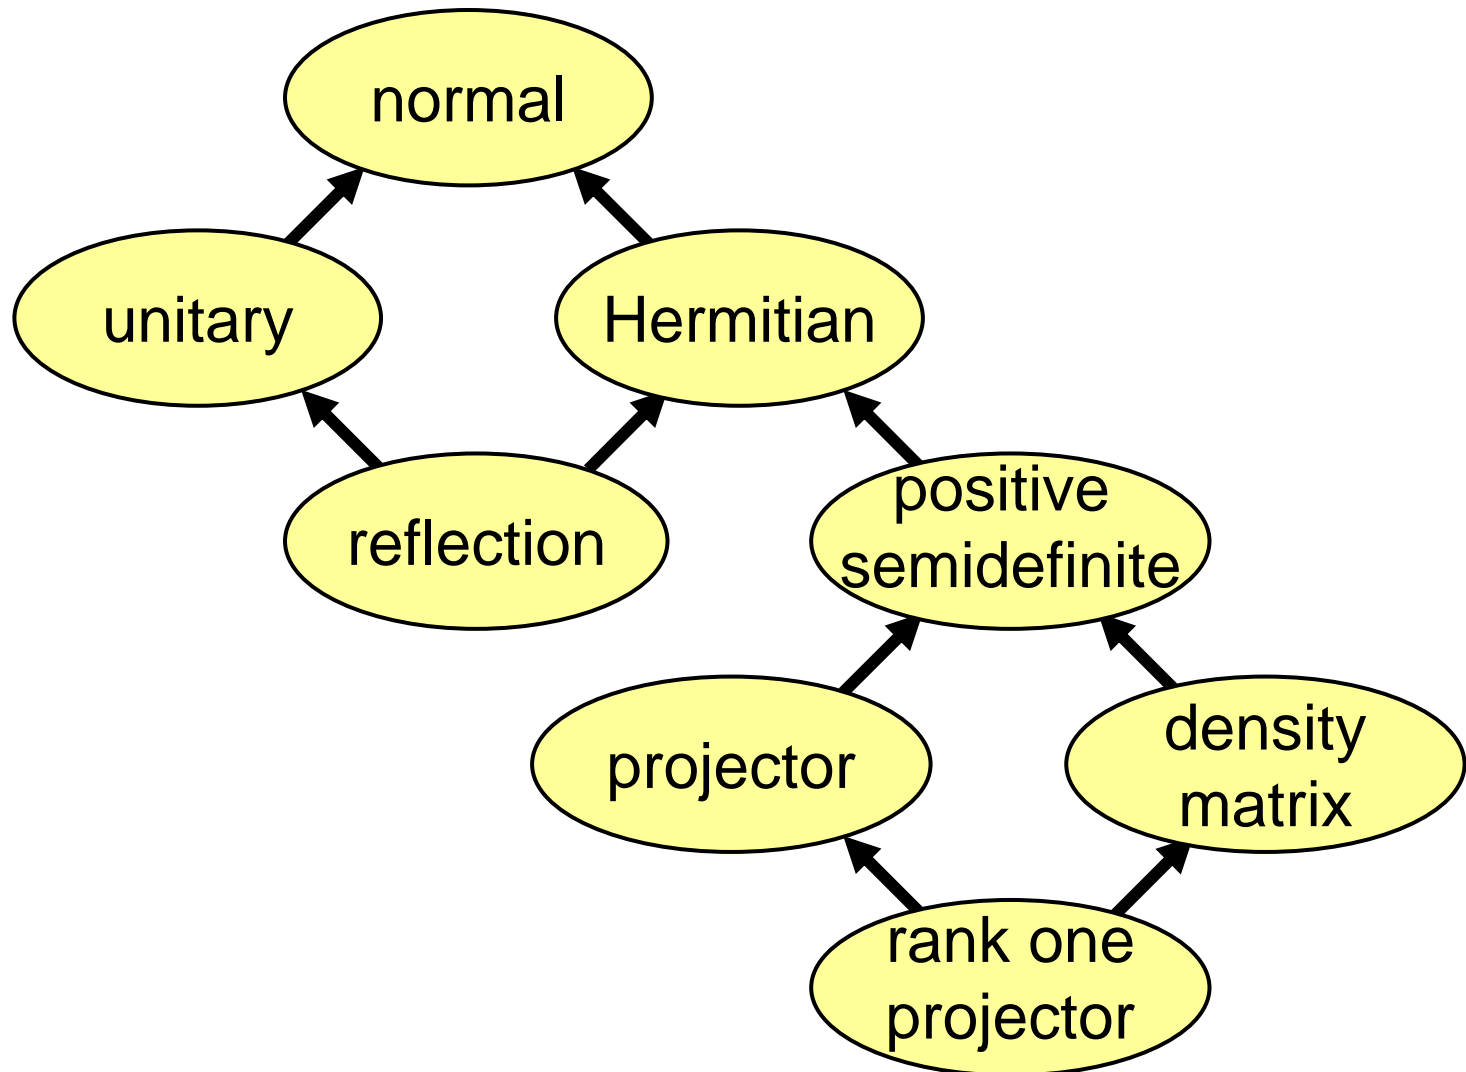 normal
unitary
Hermitian
reflection
positive
semidefinite
projector
density
matrix
rank one
projector